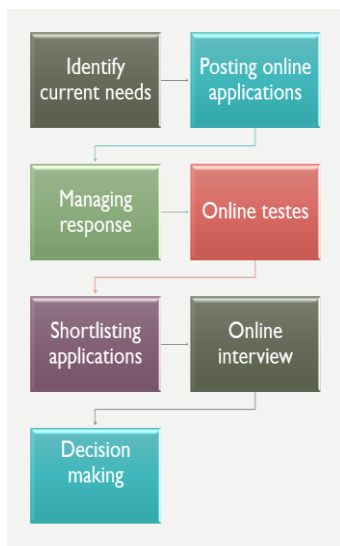 Identify
current needs
Posting online
applications
Managing
response
Online testes
Shortlisting
applications
Online
interview
Decision
making